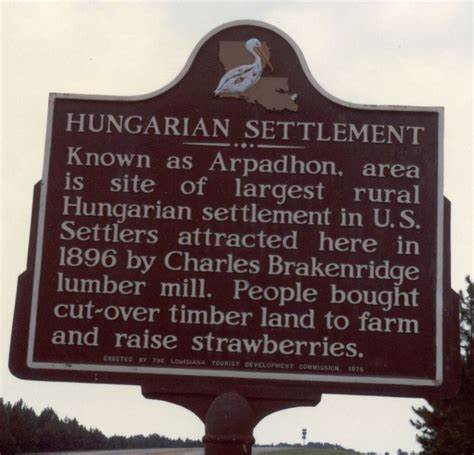 HUNGARIAN SETTLEMENT
Known as Arpadhon, area
is site of largest rural
Hungarian settlement in U.S.
Settlers attracted here in
1896 by Charles Brakenridge
lumber mill. People bought
cut-over timber land to farm
and raise strawberries.
ERECTED BY THE LOUISIANA TOURIST DEVELOPMENT COMMISSION, 1976